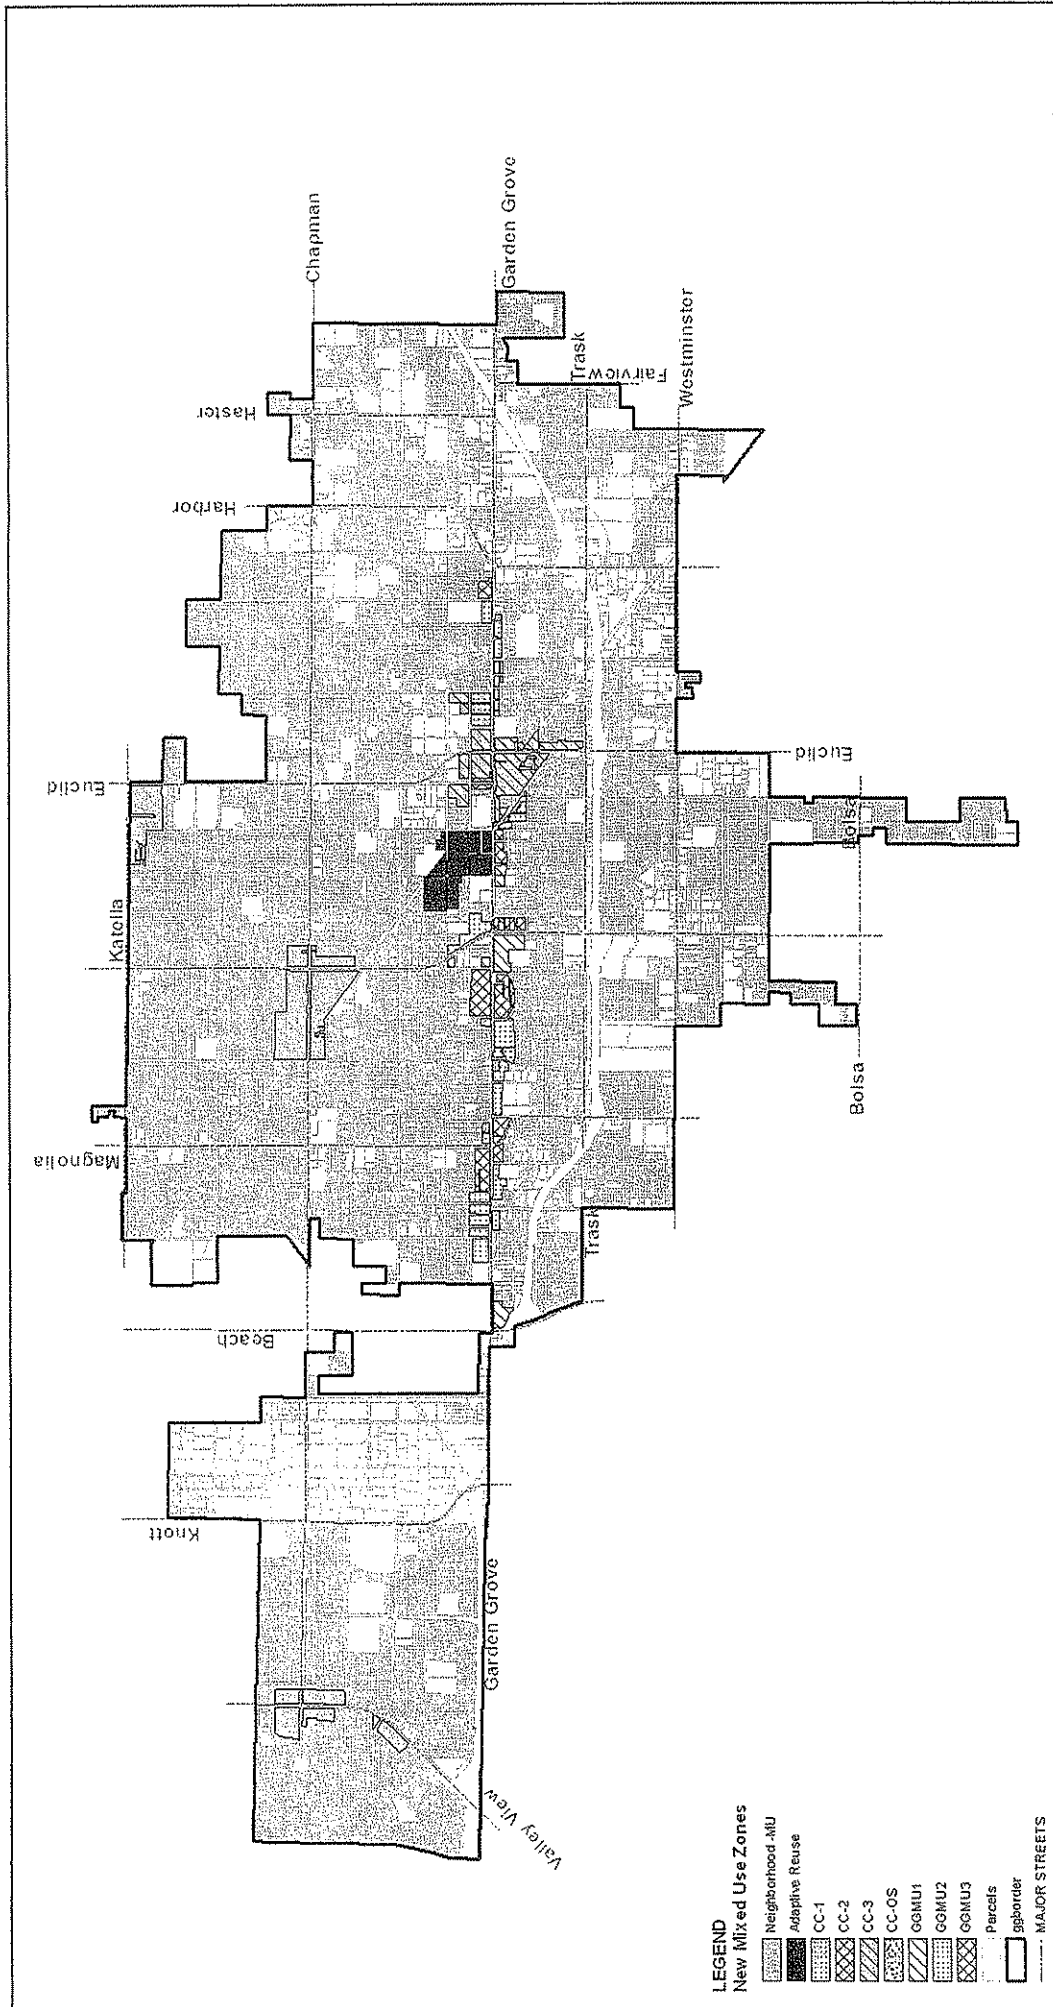 Chapman
Garden Grove
Trask
Fairview
Westminster
Haster
Harbor
Euclid
Euclid
Bolsa
Katella
Magnolia
Trask
Bolsa
Beach
Knott
Garden Grove
Valley View
LEGEND
New Mixed Use Zones
Neighborhood -MU
Adaptive Reuse
CC-1
CC-2
CC-3
CC-OS
GGMU1
GGMU2
GGMU3
Parcels
ggborder
MAJOR STREETS